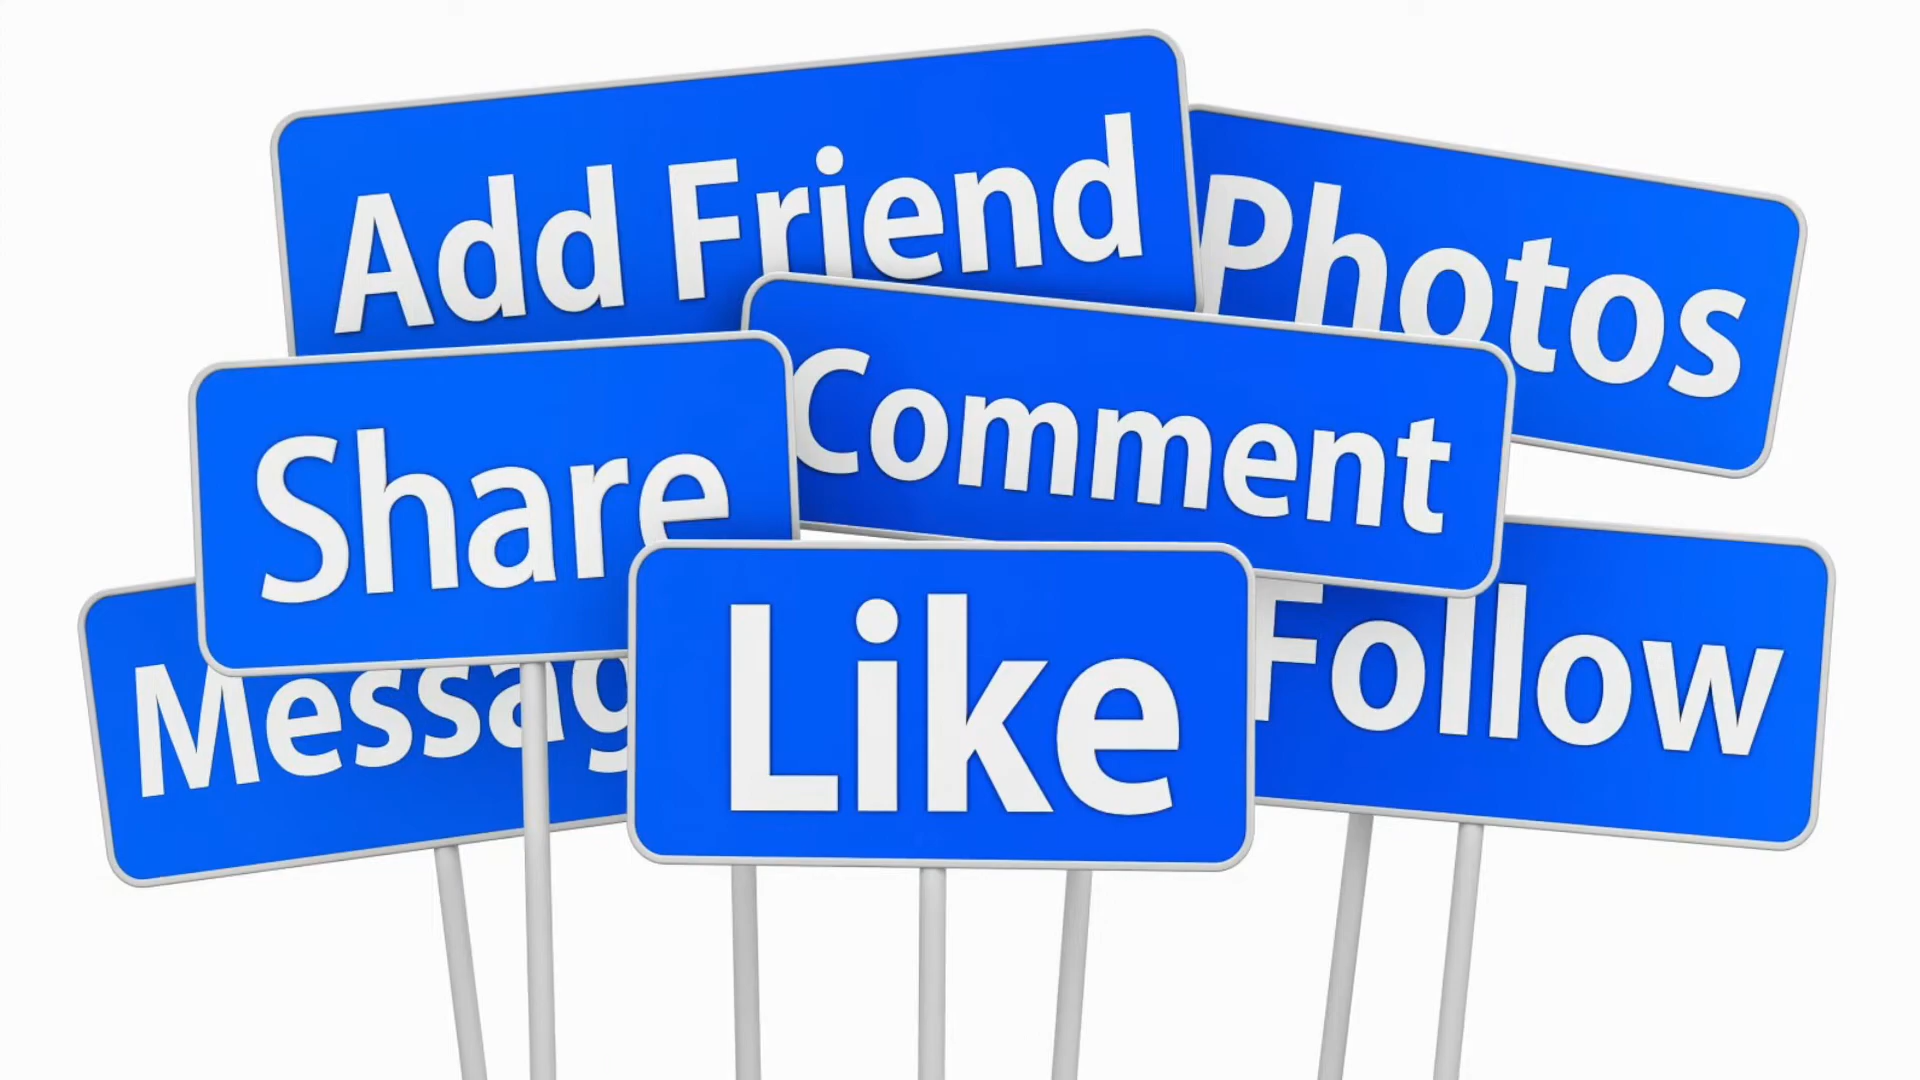 Add Friend
Photos
Comment
Share
Messag
Like
Follow